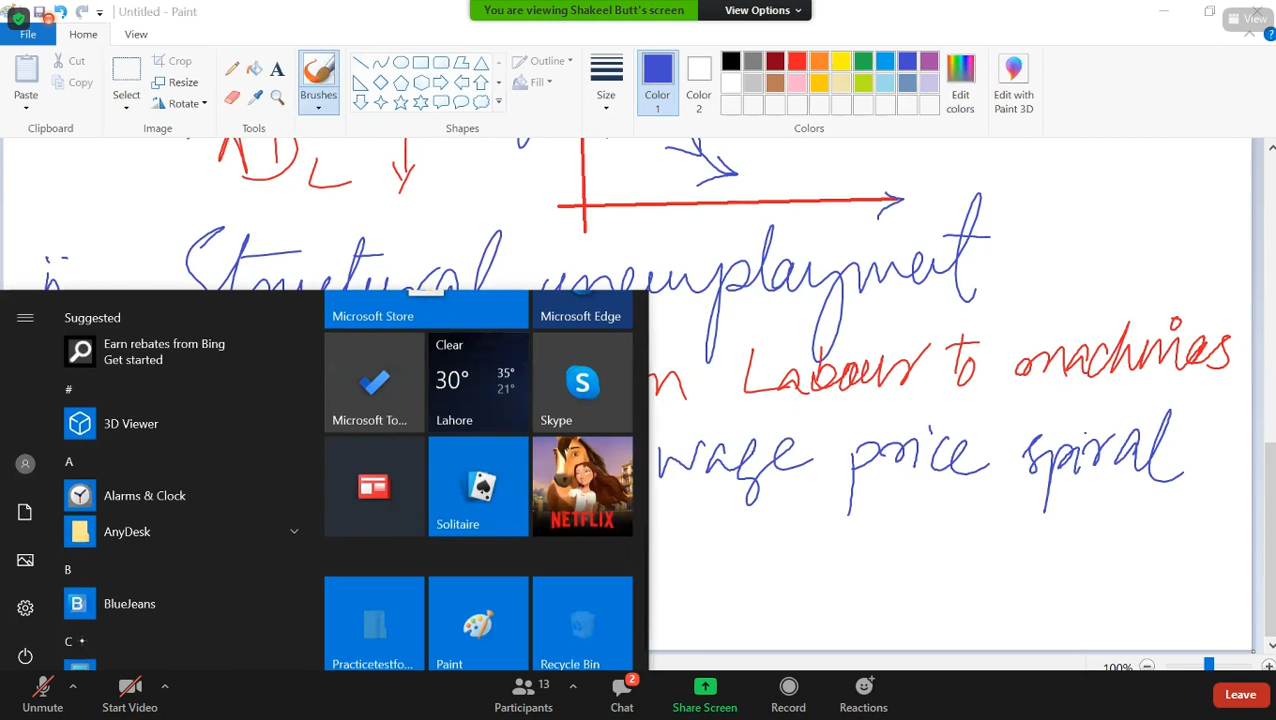 Untitled - Paint
You are viewing Shakeel Butt's screen
View Options
View
File
Home
View
Paste
Cut
Copy
Select
Crop
Resize
Rotate
Brushes
Outline
Fill
Size
Color
1
Color
2
Edit
colors
Edit with
Paint 3D
Clipboard
Image
Tools
Shapes
Colors
AD L
ii
Structural unemplayment
n Labour to machines
wage price spiral
Suggested
Earn rebates from Bing
Get started
#
3D Viewer
A
Alarms & Clock
AnyDesk
B
BlueJeans
C
Microsoft Store
Microsoft Edge
Microsoft To...
Clear
30°
35°
21°
Lahore
Skype
Solitaire
NETFLIX
Practicetestfo...
Paint
Recycle Bin
100%
Unmute
Start Video
13
Participants
2
Chat
Share Screen
Record
Reactions
Leave